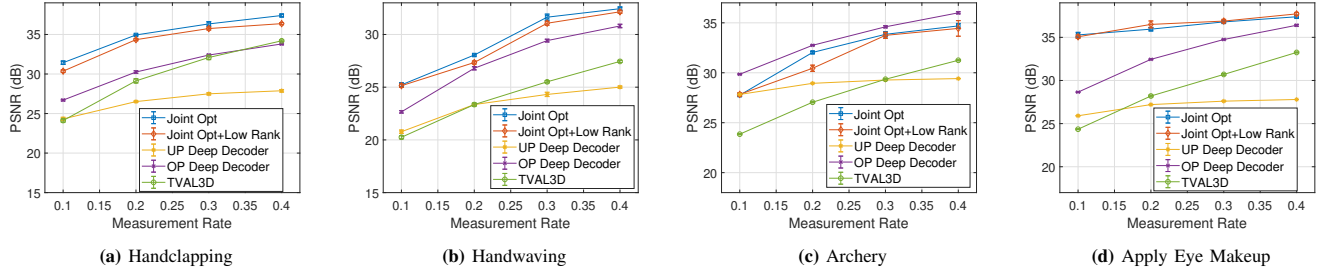 PSNR (dB)
35
30
25
20
15
Joint Opt
Joint Opt+Low Rank
UP Deep Decoder
OP Deep Decoder
TVAL3D
0.1 0.15 0.2 0.25 0.3 0.35 0.4
Measurement Rate
(a) Handclapping
PSNR (dB)
30
25
20
15
Joint Opt
Joint Opt+Low Rank
UP Deep Decoder
OP Deep Decoder
TVAL3D
0.1 0.15 0.2 0.25 0.3 0.35 0.4
Measurement Rate
(b) Handwaving
PSNR (dB)
35
30
25
20
Joint Opt
Joint Opt+Low Rank
UP Deep Decoder
OP Deep Decoder
TVAL3D
0.1 0.15 0.2 0.25 0.3 0.35 0.4
Measurement Rate
(c) Archery
PSNR (dB)
35
30
25
20
Joint Opt
Joint Opt+Low Rank
UP Deep Decoder
OP Deep Decoder
TVAL3D
0.1 0.15 0.2 0.25 0.3 0.35 0.4
Measurement Rate
(d) Apply Eye Makeup